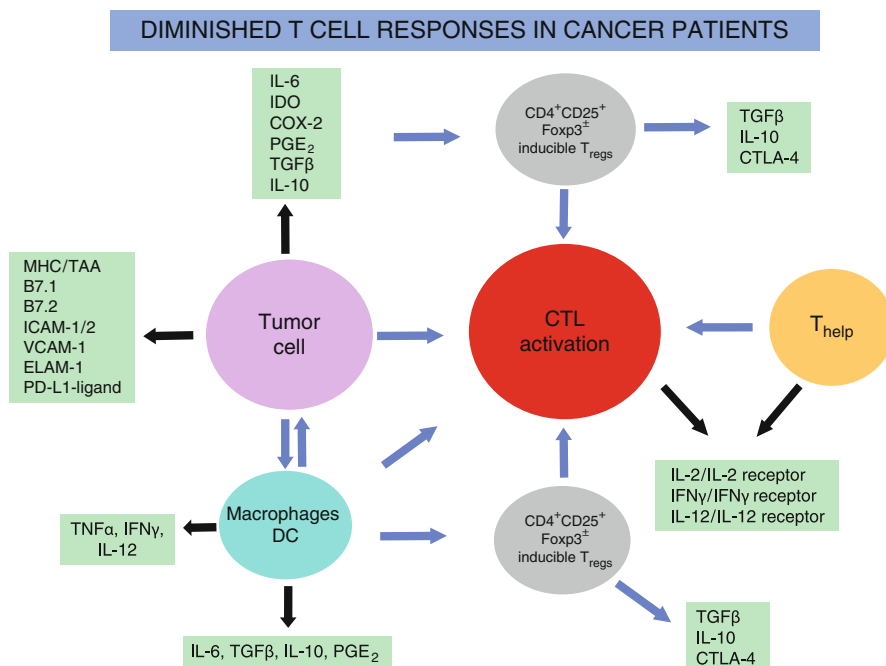 DIMINISHED T CELL RESPONSES IN CANCER PATIENTS
IL-6
IDO
COX-2
PGE₂
TGFβ
IL-10
CD4⁺CD25⁺
Foxp3±
inducible Tregs
TGFβ
IL-10
CTLA-4
MHC/TAA
B7.1
B7.2
ICAM-1/2
VCAM-1
ELAM-1
PD-L1-ligand
Tumor
cell
CTL
activation
Thelp
Macrophages
DC
TNFα, IFNγ,
IL-12
CD4⁺CD25⁺
Foxp3±
inducible Tregs
IL-2/IL-2 receptor
IFNγ/IFNγ receptor
IL-12/IL-12 receptor
IL-6, TGFβ, IL-10, PGE₂
TGFβ
IL-10
CTLA-4